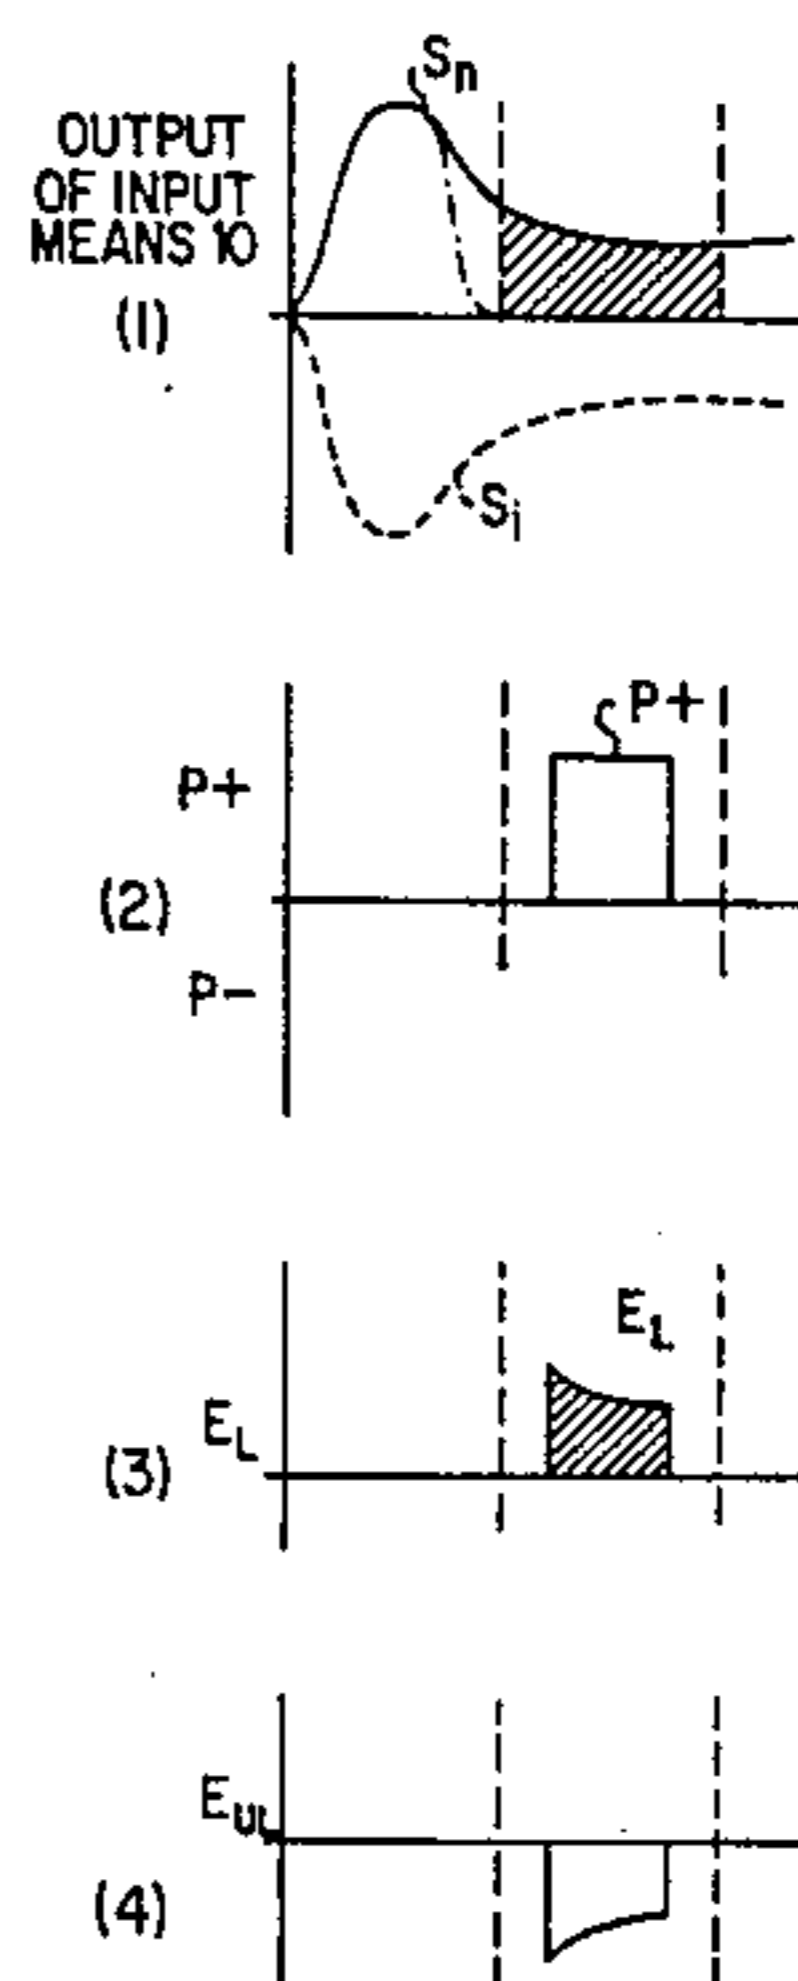 Sn
OUTPUT
OF INPUT
MEANS 10
(1)
Si
P+
P+
(2)
P-
EL
EL
(3)
EUL
(4)